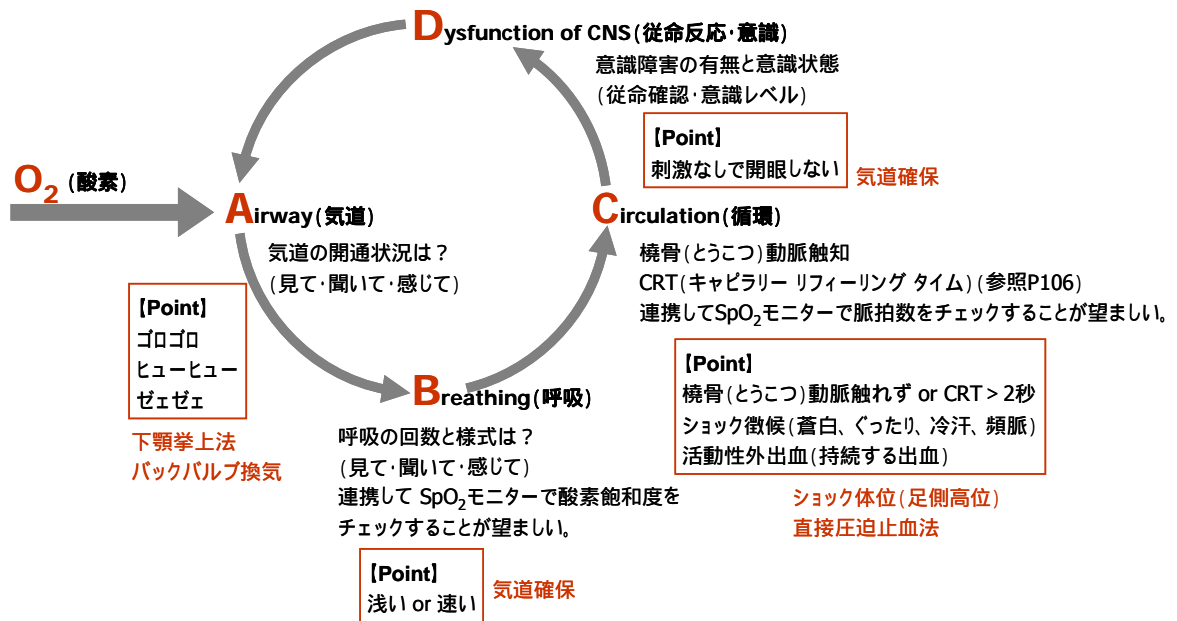 Dysfunction of CNS(従命反応･意識)
意識障害の有無と意識状態
(従命確認･意識レベル)
【Point】
刺激なしで開眼しない
気道確保
O2 (酸素)
Airway(気道)
気道の開通状況は？
(見て･聞いて･感じて)
【Point】
ゴロゴロ
ヒューヒュー
ゼェゼェ
下顎挙上法
バックバルブ換気
Breathing(呼吸)
呼吸の回数と様式は？
(見て･聞いて･感じて)
連携して SpO2モニターで酸素飽和度を
チェックすることが望ましい。
【Point】
浅い or 速い
気道確保
Circulation(循環)
橈骨(とうこつ)動脈触知
CRT(キャピラリー リフィーリング タイム)(参照P106)
連携してSpO2モニターで脈拍数をチェックすることが望ましい。
【Point】
橈骨(とうこつ)動脈触れず or CRT > 2秒
ショック徴候(蒼白、ぐったり、冷汗、頻脈)
活動性外出血(持続する出血)
ショック体位(足側高位)
直接圧迫止血法